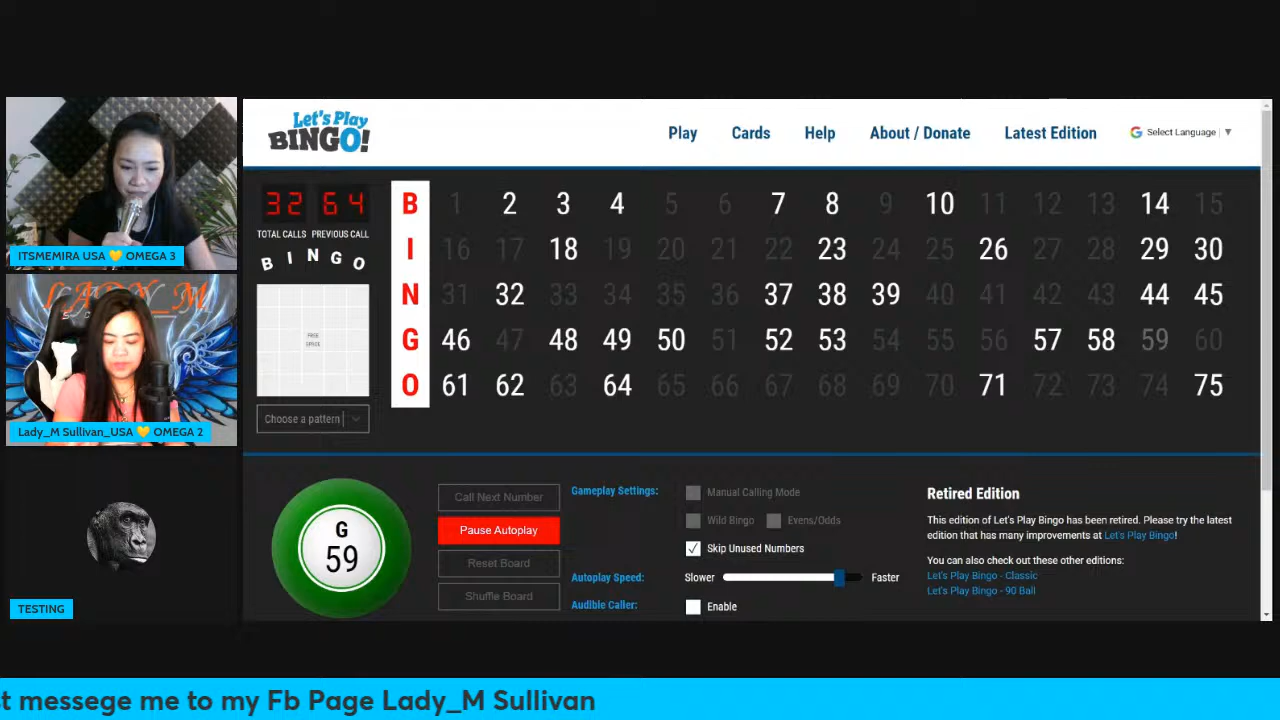 Let's Play
BINGO!
Play Cards Help About / Donate Latest Edition Select Language
32 64
TOTAL CALLS PREVIOUS CALL
B I N G O
FREE
SPACE
Choose a pattern
B 1 2 3 4 5 6 7 8 9 10 11 12 13 14 15
I 16 17 18 19 20 21 22 23 24 25 26 27 28 29 30
N 31 32 33 34 35 36 37 38 39 40 41 42 43 44 45
G 46 47 48 49 50 51 52 53 54 55 56 57 58 59 60
O 61 62 63 64 65 66 67 68 69 70 71 72 73 74 75
ITSMEMIRA USA 💛 OMEGA 3
LADY_M
Lady_M Sullivan_USA 💛 OMEGA 2
TESTING
G
59
Call Next Number
Pause Autoplay
Reset Board
Shuffle Board
Gameplay Settings:
Manual Calling Mode
Wild Bingo Evens/Odds
Skip Unused Numbers
Autoplay Speed: Slower Faster
Audible Caller: Enable
Retired Edition
This edition of Let's Play Bingo has been retired. Please try the latest
edition that has many improvements at Let's Play Bingo!
You can also check out these other editions:
Let's Play Bingo - Classic
Let's Play Bingo - 90 Ball
t messege me to my Fb Page Lady_M Sullivan